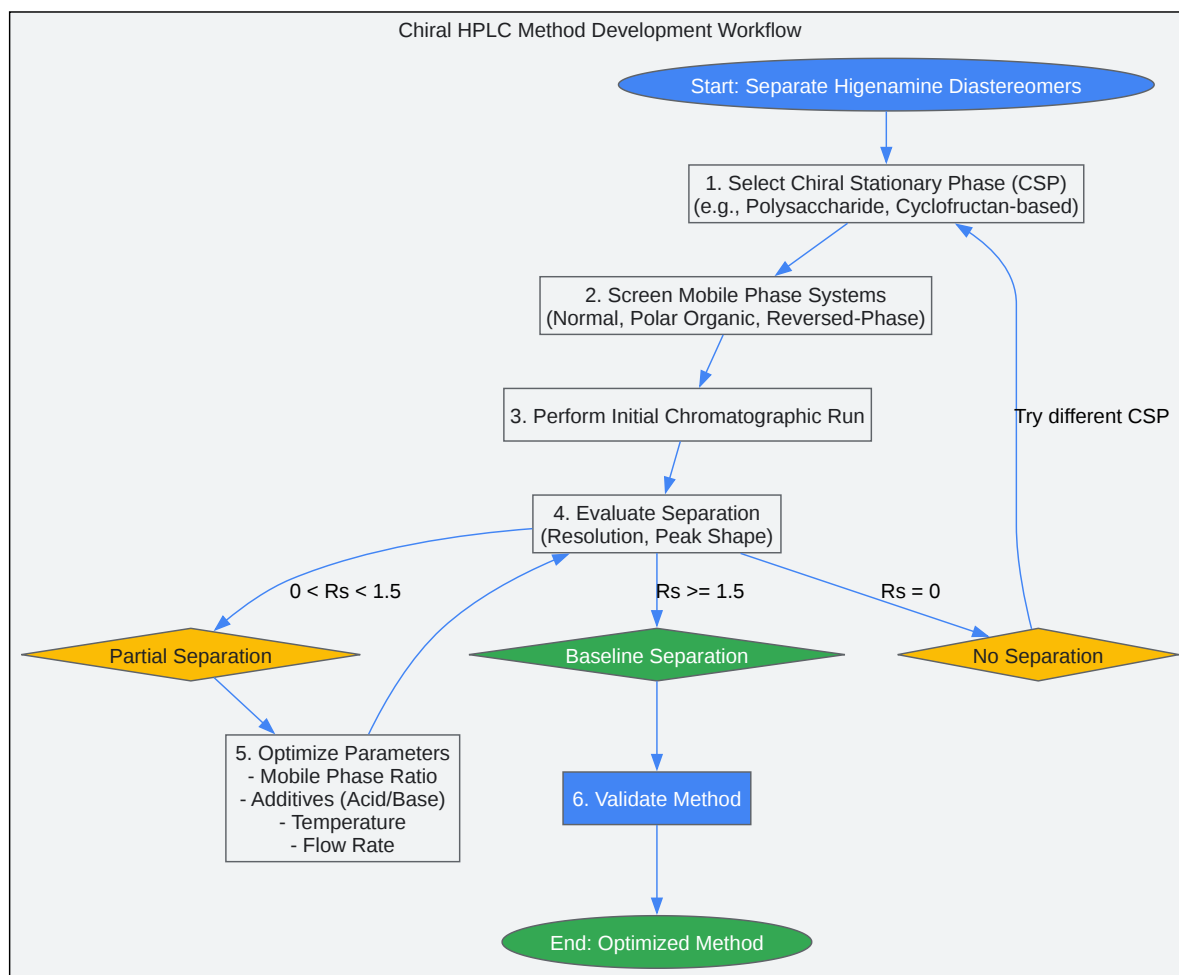 Chiral HPLC Method Development Workflow
Start: Separate Higenamine Diastereomers
1. Select Chiral Stationary Phase (CSP)
(e.g., Polysaccharide, Cyclofructan-based)
2. Screen Mobile Phase Systems
(Normal, Polar Organic, Reversed-Phase)
3. Perform Initial Chromatographic Run
Try different CSP
4. Evaluate Separation
(Resolution, Peak Shape)
0 < Rs < 1.5
Rs >= 1.5
Rs = 0
Partial Separation
Baseline Separation
No Separation
5. Optimize Parameters
- Mobile Phase Ratio
- Additives (Acid/Base)
- Temperature
- Flow Rate
6. Validate Method
End: Optimized Method